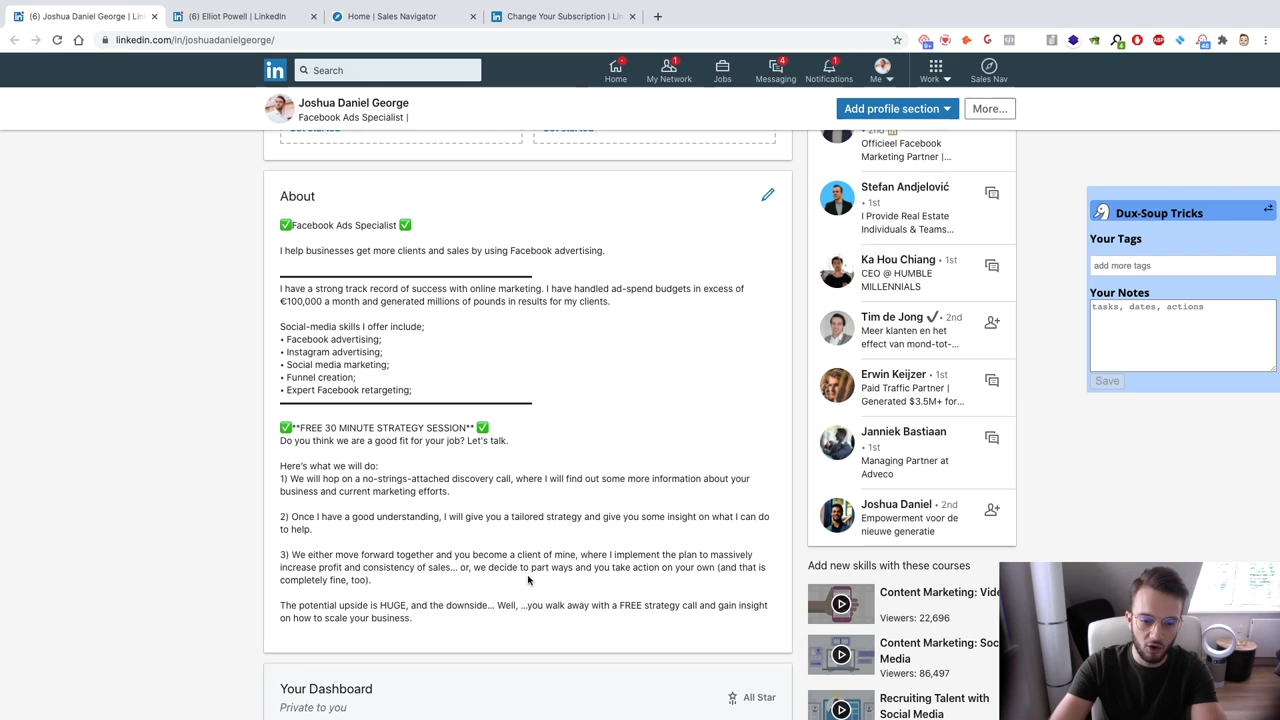 (6) Joshua Daniel George | Lin
(6) Elliot Powell | LinkedIn
Home | Sales Navigator
Change Your Subscription | Lin
linkedin.com/in/joshuadanielgeorge/
Search
Home
My Network
Jobs
4
Messaging
1
Notifications
Me
Work
Sales Nav
Joshua Daniel George
Facebook Ads Specialist |
Add profile section
More...
About
✅Facebook Ads Specialist ✅
I help businesses get more clients and sales by using Facebook advertising.
I have a strong track record of success with online marketing. I have handled ad-spend budgets in excess of
€100,000 a month and generated millions of pounds in results for my clients.
Social-media skills I offer include;
• Facebook advertising;
• Instagram advertising;
• Social media marketing;
• Funnel creation;
• Expert Facebook retargeting;
✅**FREE 30 MINUTE STRATEGY SESSION** ✅
Do you think we are a good fit for your job? Let's talk.
Here's what we will do:
1) We will hop on a no-strings-attached discovery call, where I will find out some more information about your
business and current marketing efforts.
2) Once I have a good understanding, I will give you a tailored strategy and give you some insight on what I can do
to help.
3) We either move forward together and you become a client of mine, where I implement the plan to massively
increase profit and consistency of sales... or, we decide to part ways and you take action on your own (and that is
completely fine, too).
The potential upside is HUGE, and the downside... Well, ...you walk away with a FREE strategy call and gain insight
on how to scale your business.
Your Dashboard
Private to you
All Star
• 2nd
Officieel Facebook
Marketing Partner |...
Stefan Andjelović
• 1st
I Provide Real Estate
Individuals & Teams...
Ka Hou Chiang • 1st
CEO @ HUMBLE
MILLENNIALS
Tim de Jong ✔ • 2nd
Meer klanten en het
effect van mond-tot-...
Erwin Keijzer • 1st
Paid Traffic Partner |
Generated $3.5M+ for...
Janniek Bastiaan
• 1st
Managing Partner at
Adveco
Joshua Daniel • 2nd
Empowerment voor de
nieuwe generatie
Add new skills with these courses
Content Marketing: Vide
Viewers: 22,696
Content Marketing: Soc
Media
Viewers: 86,497
Recruiting Talent with
Social Media
Dux-Soup Tricks
Your Tags
add more tags
Your Notes
tasks, dates, actions
Save